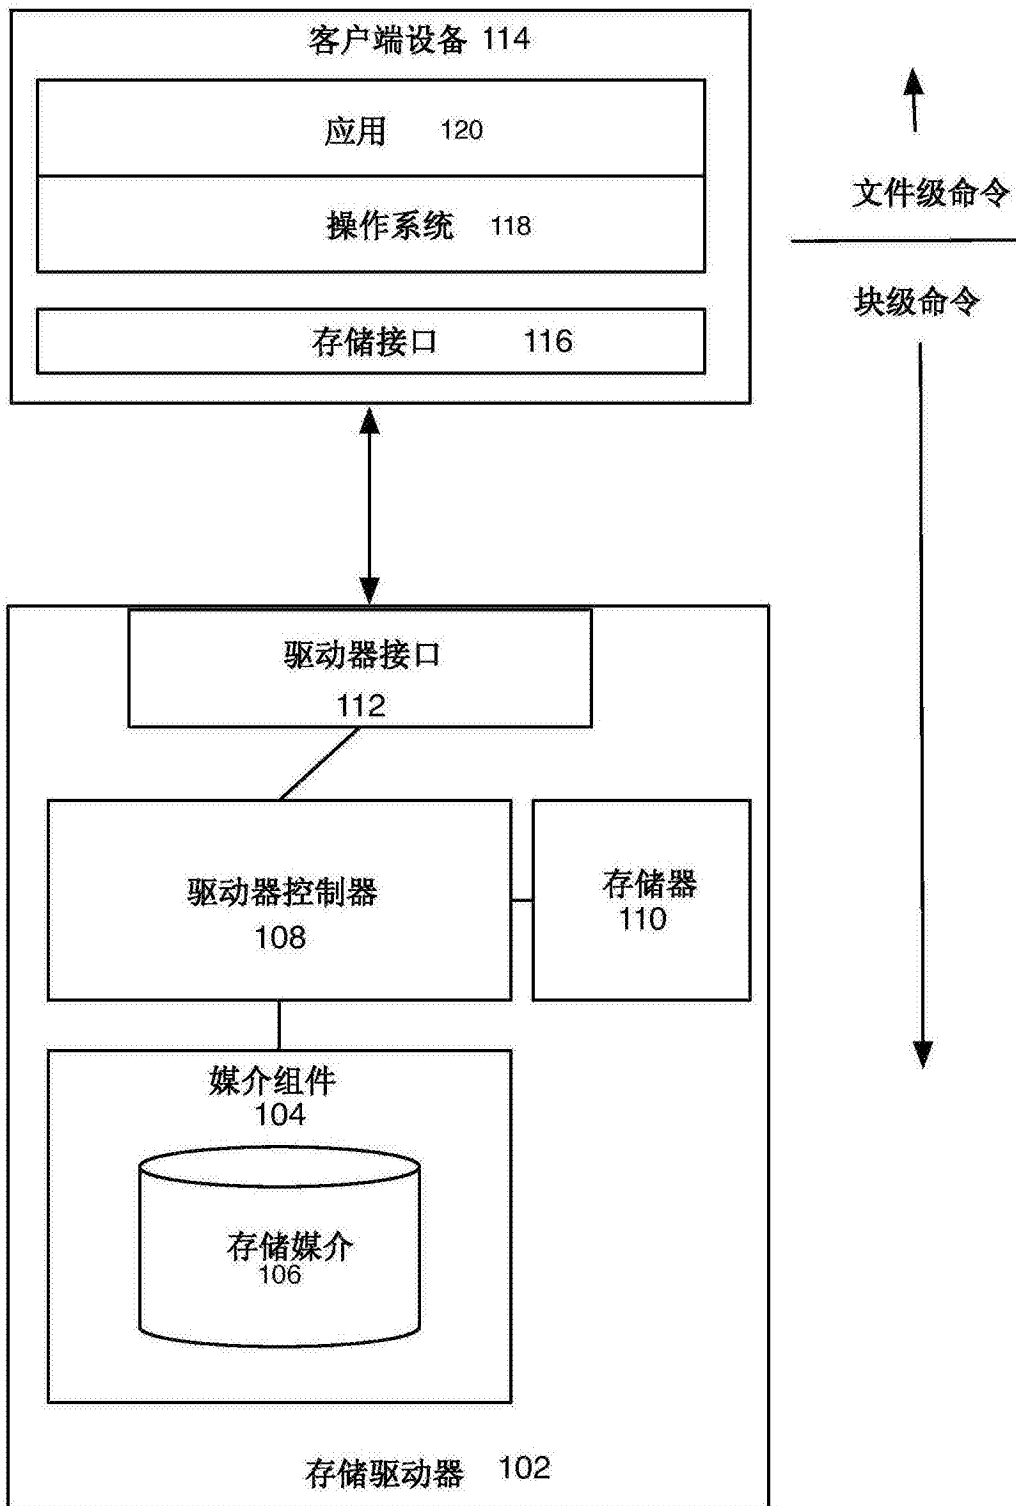 客户端设备 114
应用 120
操作系统 118
存储接口 116
文件级命令
块级命令
驱动器接口
112
驱动器控制器
108
存储器
110
媒介组件
104
存储媒介
106
存储驱动器 102